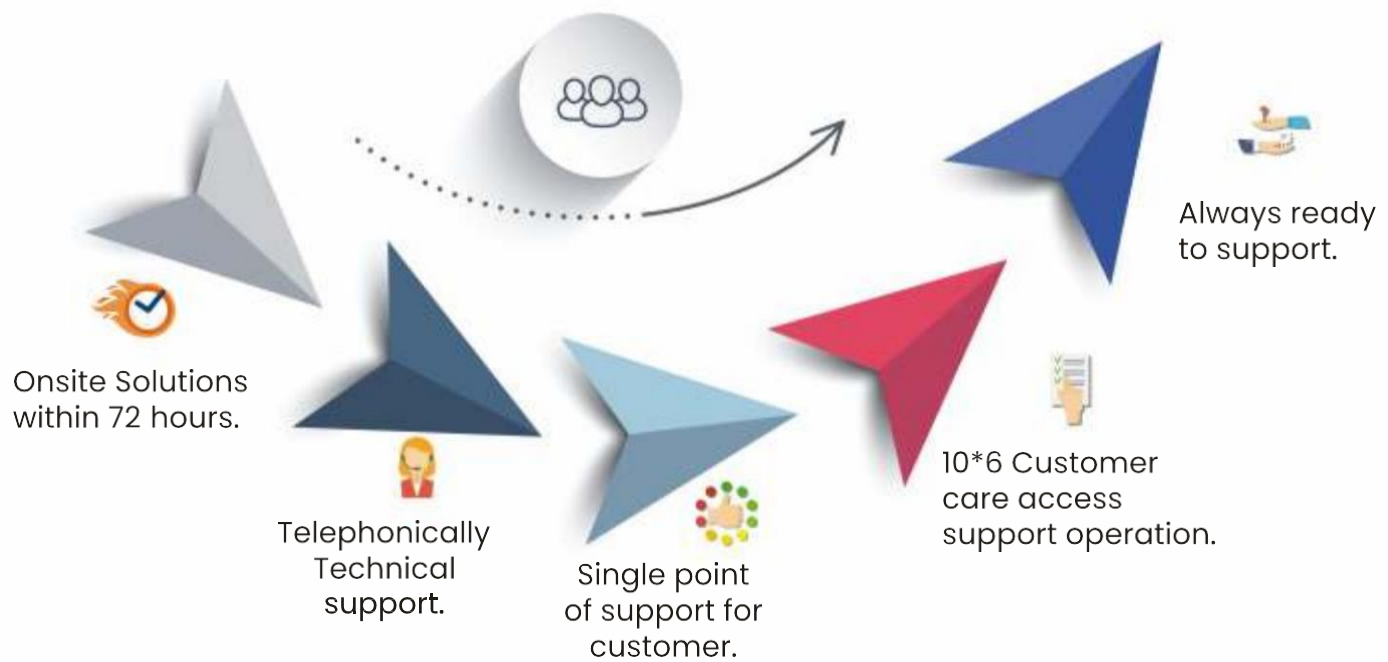 Onsite Solutions
within 72 hours.
Telephonically
Technical
support.
Single point
of support for
customer.
10*6 Customer
care access
support operation.
Always ready
to support.